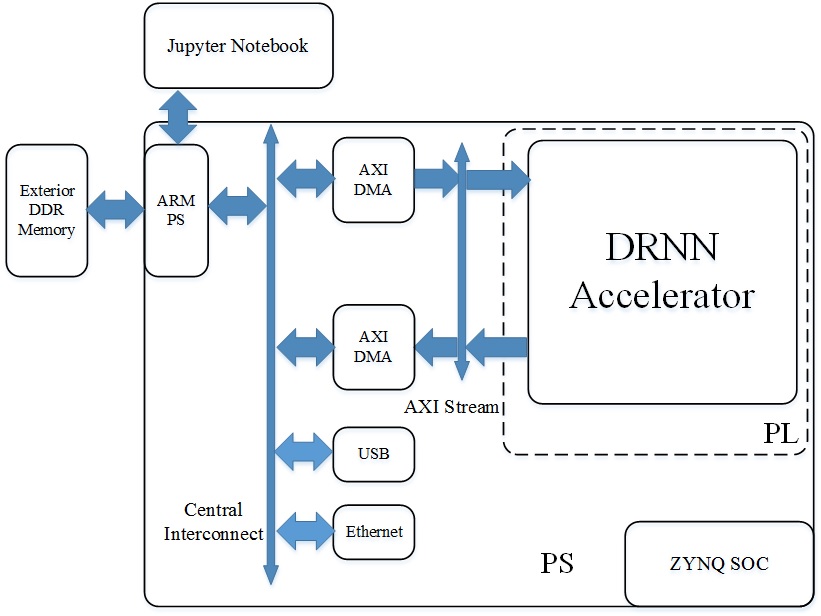 Jupyter Notebook
Exterior
DDR
Memory
ARM
PS
AXI
DMA
DRNN
Accelerator
AXI
DMA
AXI Stream
PL
USB
Central
Interconnect
Ethernet
PS
ZYNQ SOC